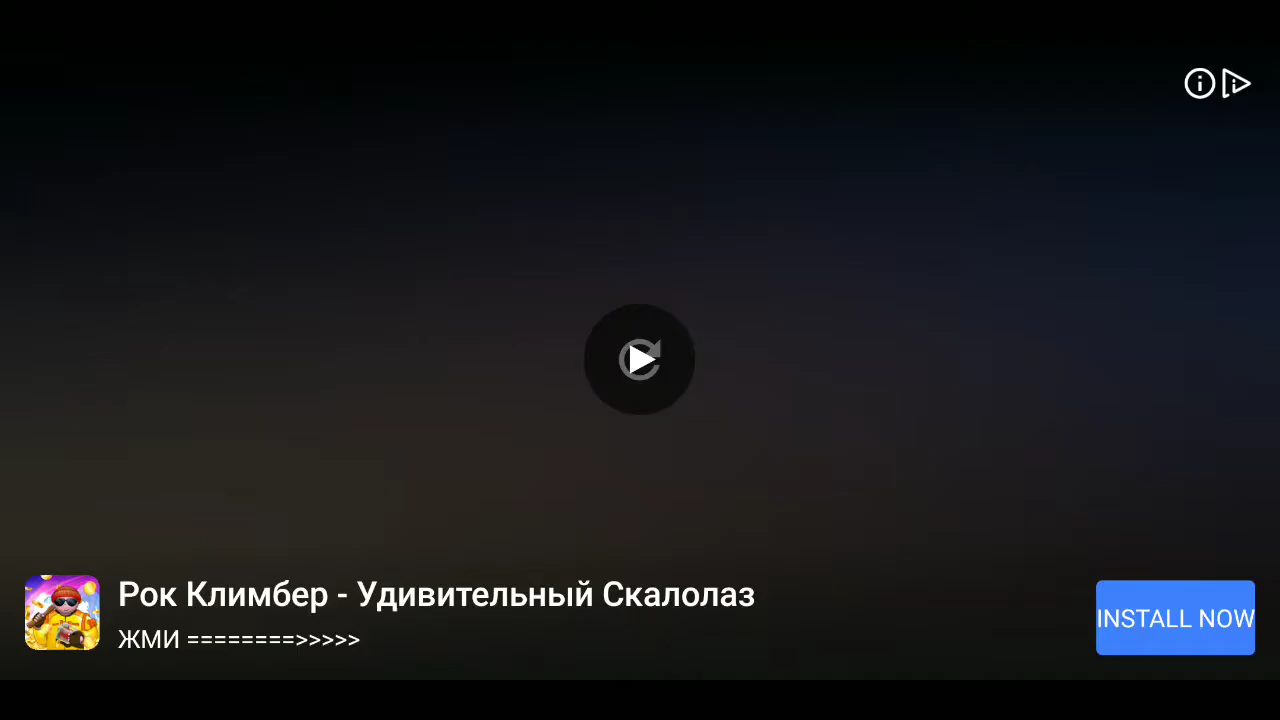 Рок Климбер - Удивительный Скалолаз
ЖМИ ========>>>>>
INSTALL NOW